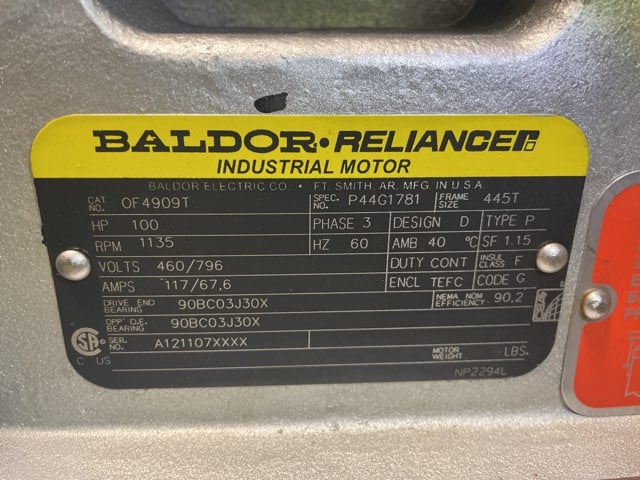 BALDOR • RELIANCE
INDUSTRIAL MOTOR
BALDOR ELECTRIC CO. • FT. SMITH, AR. MFG. IN U.S.A.
CAT NO. OF4909T SPEC. NO. P44G1781 FRAME SIZE 445T
HP 100 PHASE 3 DESIGN D TYPE P
RPM 1135 HZ 60 AMB 40 °C SF 1.15
VOLTS 460/796 DUTY CONT INSUL CLASS F
AMPS 117/67,6 ENCL TEFC CODE G
DRIVE END BEARING 90BC03J30X NEMA NOM EFFICIENCY 90,2
OPP D.E. BEARING 90BC03J30X
SER. NO. A121107XXXX MOTOR WEIGHT LBS.
C US
NP2294L